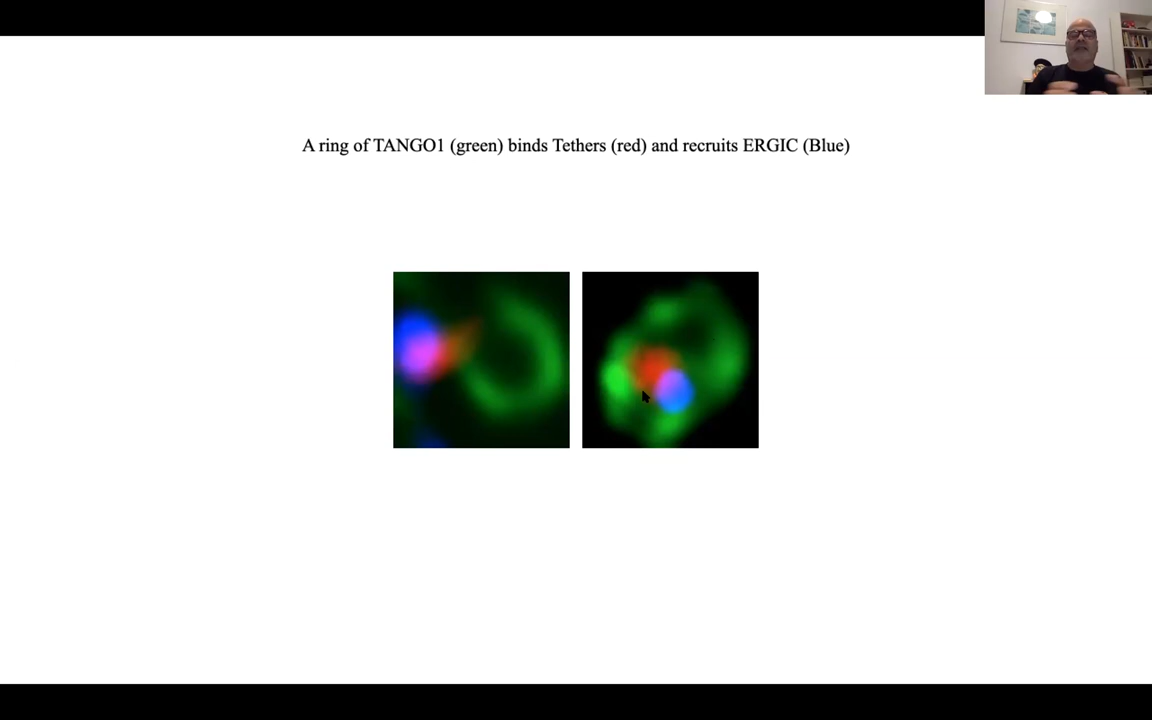 A ring of TANGO1 (green) binds Tethers (red) and recruits ERGIC (Blue)